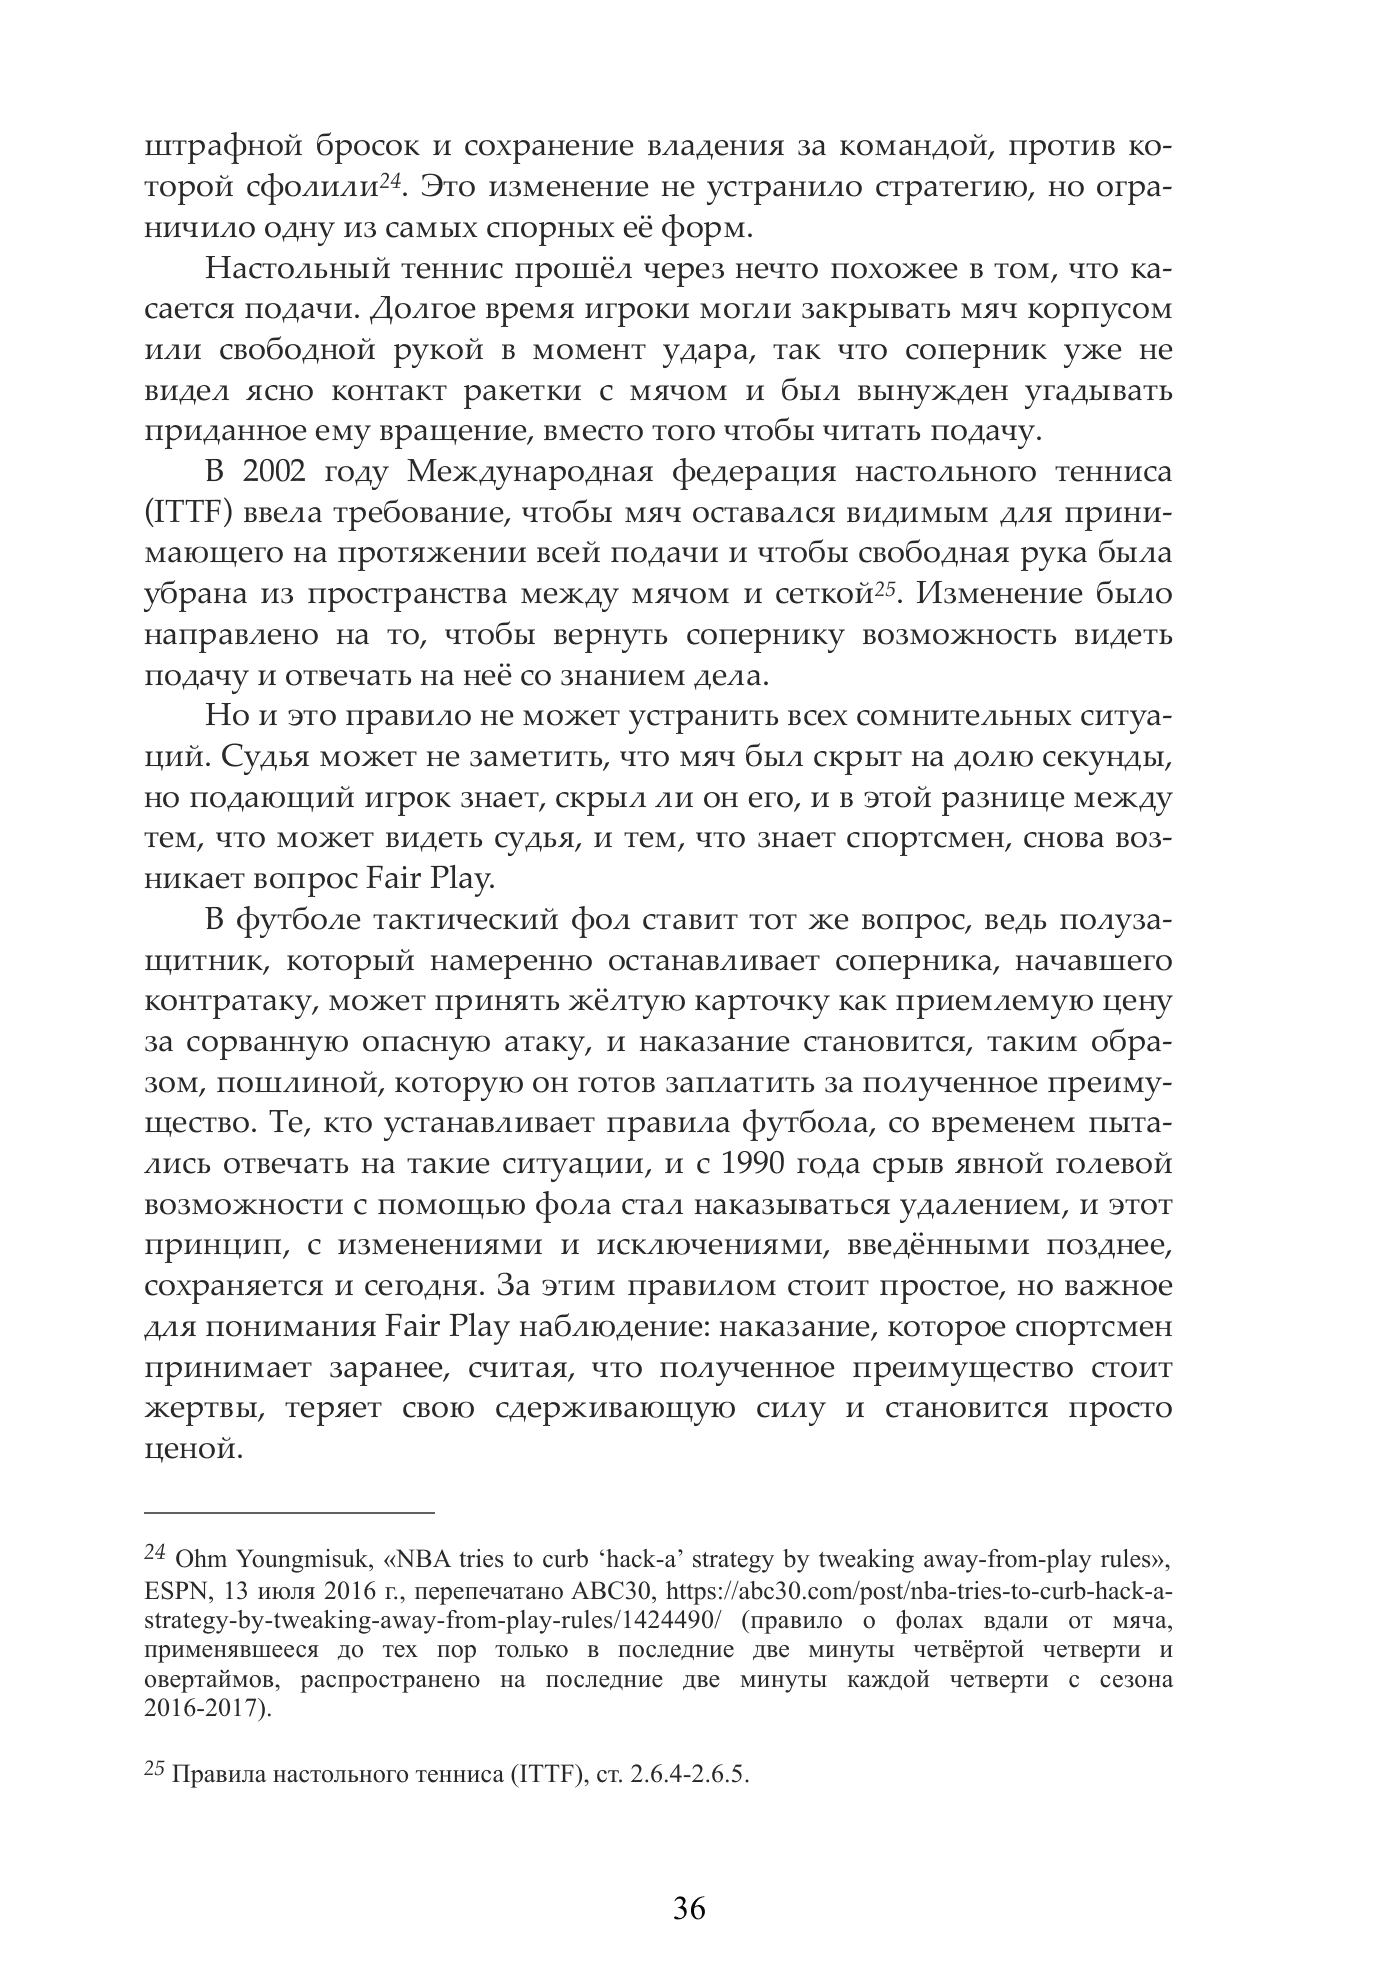 штрафной бросок и сохранение владения за командой, против ко-
торой сфолили24. Это изменение не устранило стратегию, но огра-
ничило одну из самых спорных её форм.
Настольный теннис прошёл через нечто похожее в том, что ка-
сается подачи. Долгое время игроки могли закрывать мяч корпусом
или свободной рукой в момент удара, так что соперник уже не
видел ясно контакт ракетки с мячом и был вынужден угадывать
приданное ему вращение, вместо того чтобы читать подачу.
В 2002 году Международная федерация настольного тенниса
(ITTF) ввела требование, чтобы мяч оставался видимым для прини-
мающего на протяжении всей подачи и чтобы свободная рука была
убрана из пространства между мячом и сеткой25. Изменение было
направлено на то, чтобы вернуть сопернику возможность видеть
подачу и отвечать на неё со знанием дела.
Но и это правило не может устранить всех сомнительных ситуа-
ций. Судья может не заметить, что мяч был скрыт на долю секунды,
но подающий игрок знает, скрыл ли он его, и в этой разнице между
тем, что может видеть судья, и тем, что знает спортсмен, снова воз-
никает вопрос Fair Play.
В футболе тактический фол ставит тот же вопрос, ведь полуза-
щитник, который намеренно останавливает соперника, начавшего
контратаку, может принять жёлтую карточку как приемлемую цену
за сорванную опасную атаку, и наказание становится, таким обра-
зом, пошлиной, которую он готов заплатить за полученное преиму-
щество. Те, кто устанавливает правила футбола, со временем пыта-
лись отвечать на такие ситуации, и с 1990 года срыв явной голевой
возможности с помощью фола стал наказываться удалением, и этот
принцип, с изменениями и исключениями, введёнными позднее,
сохраняется и сегодня. За этим правилом стоит простое, но важное
для понимания Fair Play наблюдение: наказание, которое спортсмен
принимает заранее, считая, что полученное преимущество стоит
жертвы, теряет свою сдерживающую силу и становится просто
ценой.
24 Ohm Youngmisuk, «NBA tries to curb ‘hack-a’ strategy by tweaking away-from-play rules»,
ESPN, 13 июля 2016 г., перепечатано ABC30, https://abc30.com/post/nba-tries-to-curb-hack-a-
strategy-by-tweaking-away-from-play-rules/1424490/ (правило о фолах вдали от мяча,
применявшееся до тех пор только в последние две минуты четвёртой четверти и
овертаймов, распространено на последние две минуты каждой четверти с сезона
2016-2017).
25 Правила настольного тенниса (ITTF), ст. 2.6.4-2.6.5.
36